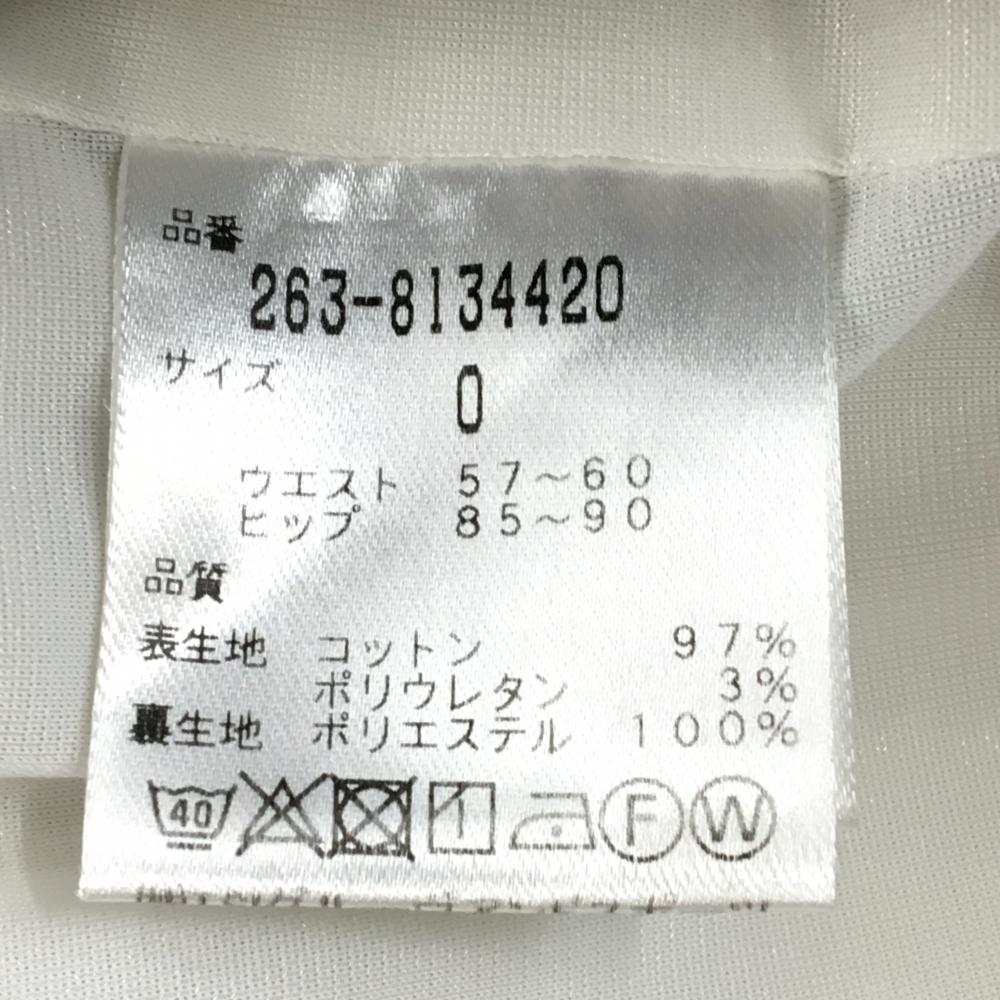 品番
263-8134420
サイズ 0
ウエスト 57～60
ヒップ 85～90
品質
表生地 コットン 97%
ポリウレタン 3%
裏生地 ポリエステル 100%
40 F W